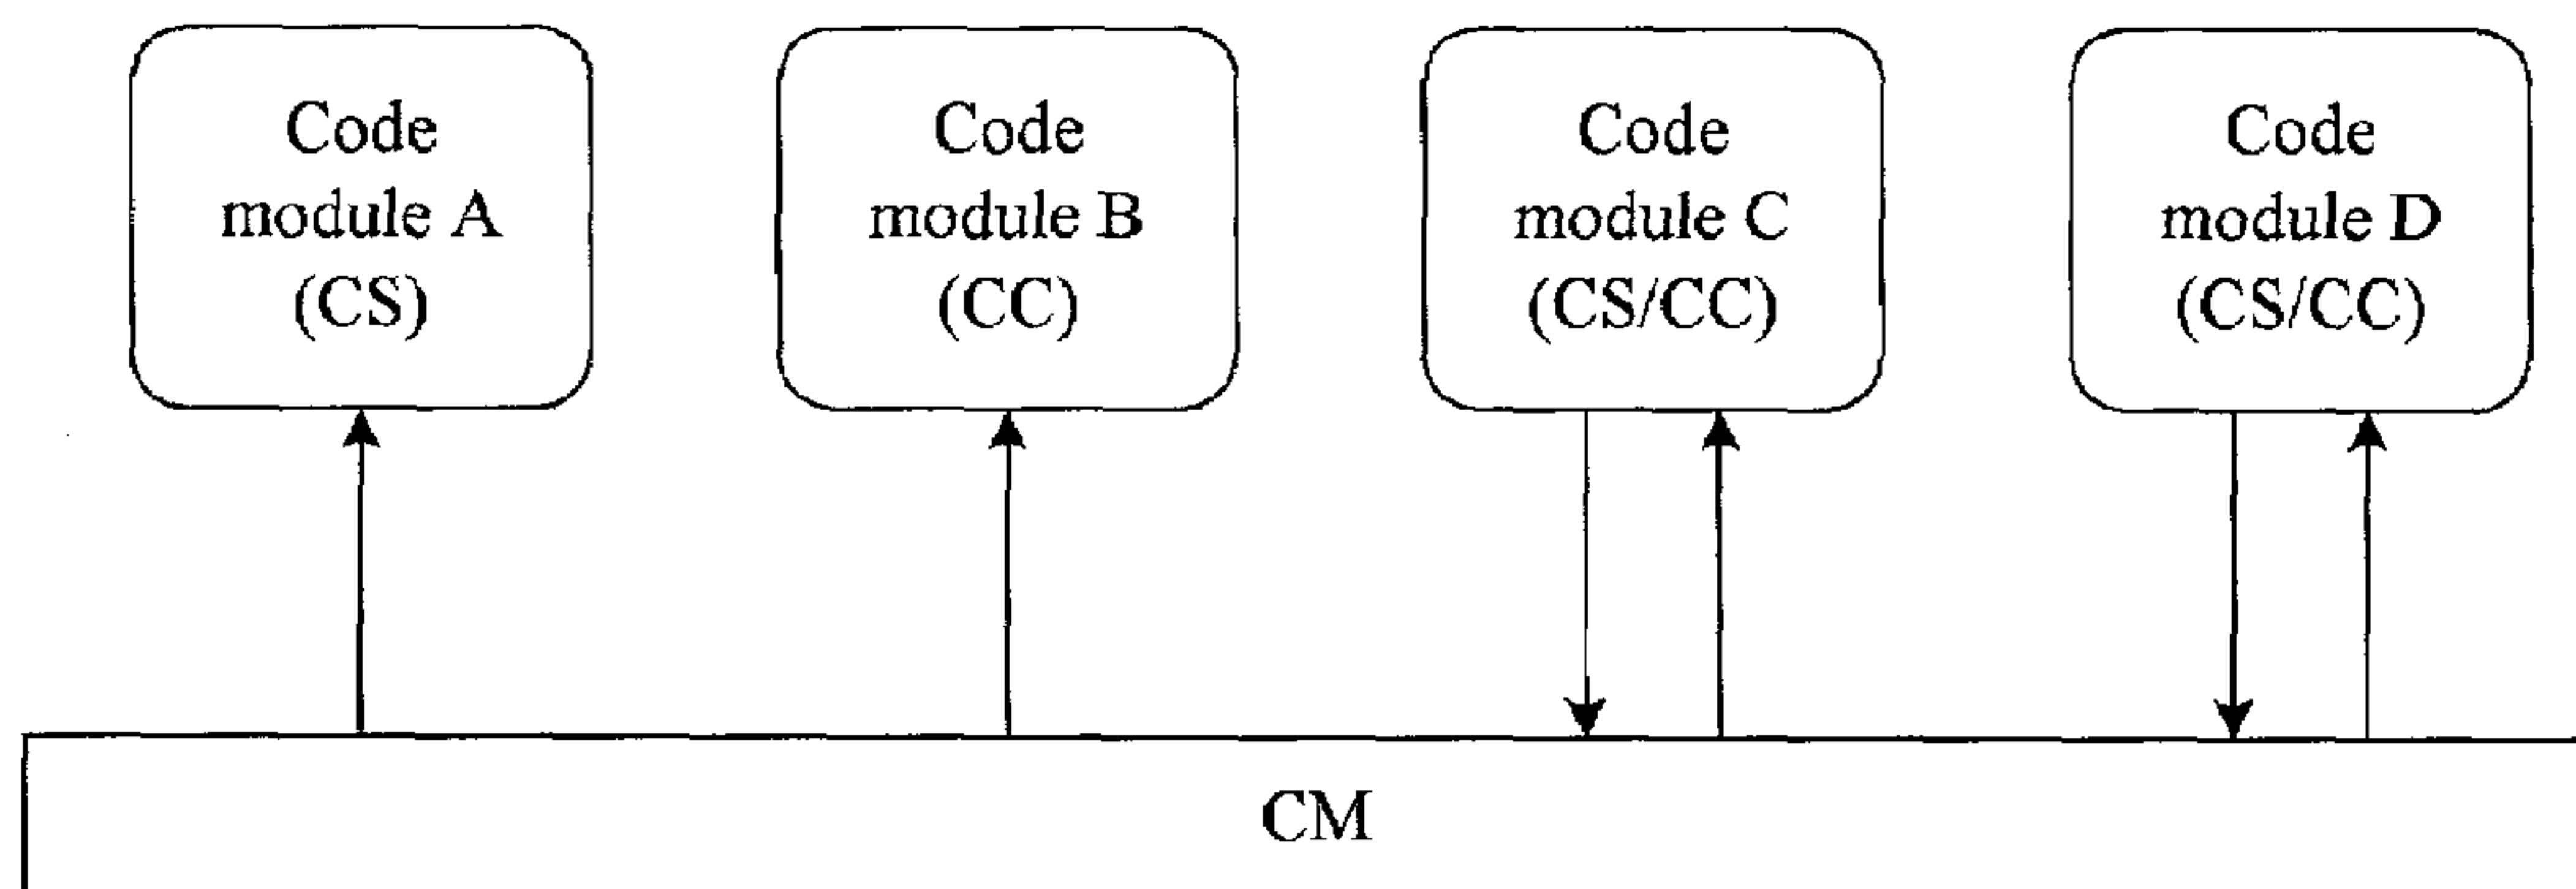 Code
module A
(CS)
Code
module B
(CC)
Code
module C
(CS/CC)
Code
module D
(CS/CC)
CM